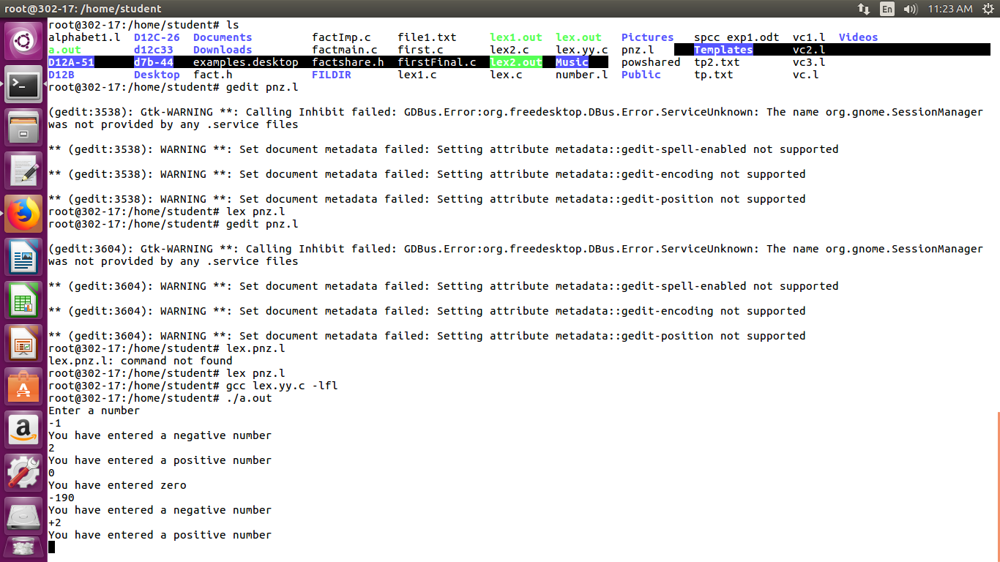 root@302-17: /home/student En 11:23 AM
root@302-17:/home/student# ls
alphabet1.l D12C-26 Documents factImp.c file1.txt lex1.out lex.out Pictures spcc_exp1.odt vc1.l Videos
a.out d12c33 Downloads factmain.c first.c lex2.c lex.yy.c pnz.l Templates vc2.l
D12A-51 d7b-44 examples.desktop factshare.h firstFinal.c lex2.out Music powshared tp2.txt vc3.l
D12B Desktop fact.h FILDIR lex1.c lex.c number.l Public tp.txt vc.l
root@302-17:/home/student# gedit pnz.l
(gedit:3538): Gtk-WARNING **: Calling Inhibit failed: GDBus.Error:org.freedesktop.DBus.Error.ServiceUnknown: The name org.gnome.SessionManager
was not provided by any .service files
** (gedit:3538): WARNING **: Set document metadata failed: Setting attribute metadata::gedit-spell-enabled not supported
** (gedit:3538): WARNING **: Set document metadata failed: Setting attribute metadata::gedit-encoding not supported
** (gedit:3538): WARNING **: Set document metadata failed: Setting attribute metadata::gedit-position not supported
root@302-17:/home/student# lex pnz.l
root@302-17:/home/student# gedit pnz.l
(gedit:3604): Gtk-WARNING **: Calling Inhibit failed: GDBus.Error:org.freedesktop.DBus.Error.ServiceUnknown: The name org.gnome.SessionManager
was not provided by any .service files
** (gedit:3604): WARNING **: Set document metadata failed: Setting attribute metadata::gedit-spell-enabled not supported
** (gedit:3604): WARNING **: Set document metadata failed: Setting attribute metadata::gedit-encoding not supported
** (gedit:3604): WARNING **: Set document metadata failed: Setting attribute metadata::gedit-position not supported
root@302-17:/home/student# lex.pnz.l
lex.pnz.l: command not found
root@302-17:/home/student# lex pnz.l
root@302-17:/home/student# gcc lex.yy.c -lfl
root@302-17:/home/student# ./a.out
Enter a number
-1
You have entered a negative number
2
You have entered a positive number
0
You have entered zero
-190
You have entered a negative number
+2
You have entered a positive number